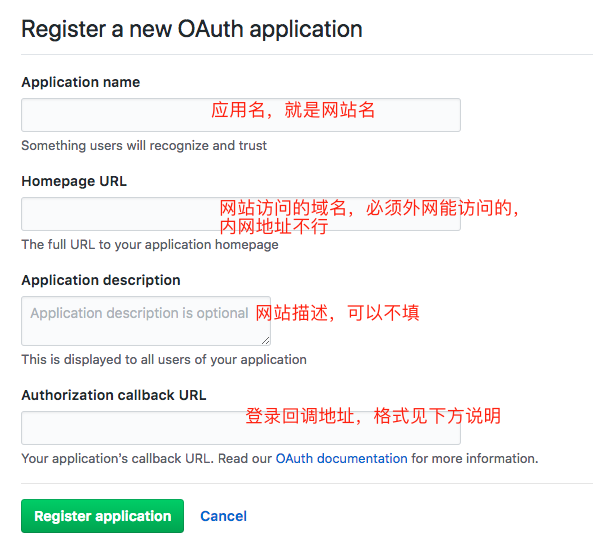 Register a new OAuth application
Application name
应用名，就是网站名
Something users will recognize and trust
Homepage URL
网站访问的域名，必须外网能访问的，
内网地址不行
The full URL to your application homepage
Application description
Application description is optional
网站描述，可以不填
This is displayed to all users of your application
Authorization callback URL
登录回调地址，格式见下方说明
Your application’s callback URL. Read our OAuth documentation for more information.
Register application
Cancel